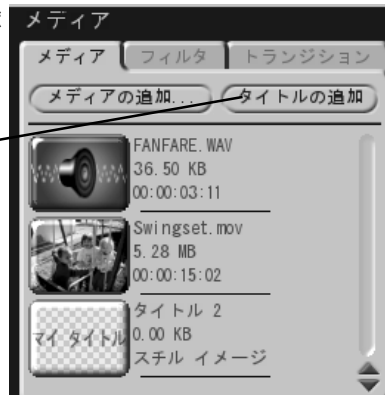 メディア
メディア フィルタ トランジション
メディアの追加... タイトルの追加
FANFARE.WAV
36.50 KB
00:00:03:11
Swingset.mov
5.28 MB
00:00:15:02
タイトル 2
マイ タイトル 0.00 KB
スチル イメージ